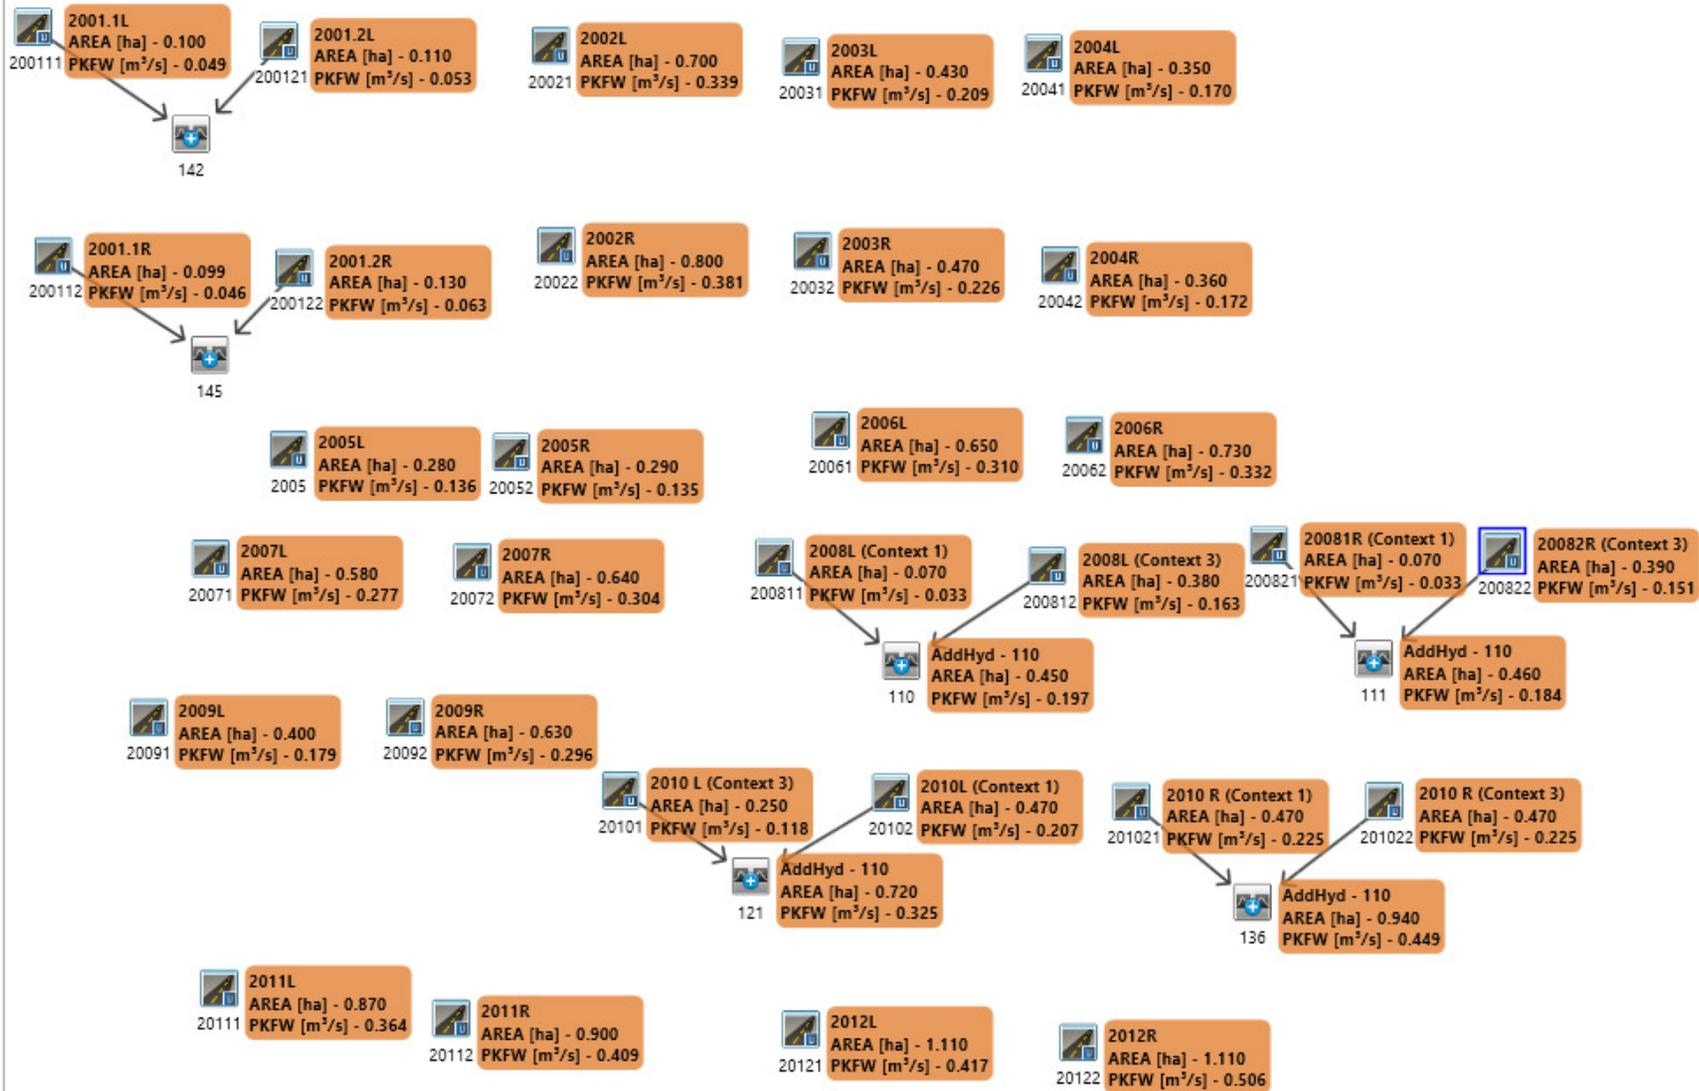 2001.1L
AREA [ha] - 0.100
PKFW [m³/s] - 0.049
200111
2001.2L
AREA [ha] - 0.110
PKFW [m³/s] - 0.053
200121
2002L
AREA [ha] - 0.700
PKFW [m³/s] - 0.339
20021
2003L
AREA [ha] - 0.430
PKFW [m³/s] - 0.209
20031
2004L
AREA [ha] - 0.350
PKFW [m³/s] - 0.170
20041
142
2001.1R
AREA [ha] - 0.099
PKFW [m³/s] - 0.046
200112
2001.2R
AREA [ha] - 0.130
PKFW [m³/s] - 0.063
200122
2002R
AREA [ha] - 0.800
PKFW [m³/s] - 0.381
20022
2003R
AREA [ha] - 0.470
PKFW [m³/s] - 0.226
20032
2004R
AREA [ha] - 0.360
PKFW [m³/s] - 0.172
20042
145
2005L
AREA [ha] - 0.280
PKFW [m³/s] - 0.136
2005
2005R
AREA [ha] - 0.290
PKFW [m³/s] - 0.135
20052
2006L
AREA [ha] - 0.650
PKFW [m³/s] - 0.310
20061
2006R
AREA [ha] - 0.730
PKFW [m³/s] - 0.332
20062
2007L
AREA [ha] - 0.580
PKFW [m³/s] - 0.277
20071
2007R
AREA [ha] - 0.640
PKFW [m³/s] - 0.304
20072
2008L (Context 1)
AREA [ha] - 0.070
PKFW [m³/s] - 0.033
200811
2008L (Context 3)
AREA [ha] - 0.380
PKFW [m³/s] - 0.163
200812
20081R (Context 1)
AREA [ha] - 0.070
PKFW [m³/s] - 0.033
200821
20082R (Context 3)
AREA [ha] - 0.390
PKFW [m³/s] - 0.151
200822
AddHyd - 110
AREA [ha] - 0.450
PKFW [m³/s] - 0.197
110
AddHyd - 110
AREA [ha] - 0.460
PKFW [m³/s] - 0.184
111
2009L
AREA [ha] - 0.400
PKFW [m³/s] - 0.179
20091
2009R
AREA [ha] - 0.630
PKFW [m³/s] - 0.296
20092
2010 L (Context 3)
AREA [ha] - 0.250
PKFW [m³/s] - 0.118
20101
2010L (Context 1)
AREA [ha] - 0.470
PKFW [m³/s] - 0.207
20102
2010 R (Context 1)
AREA [ha] - 0.470
PKFW [m³/s] - 0.225
201021
2010 R (Context 3)
AREA [ha] - 0.470
PKFW [m³/s] - 0.225
201022
AddHyd - 110
AREA [ha] - 0.720
PKFW [m³/s] - 0.325
121
AddHyd - 110
AREA [ha] - 0.940
PKFW [m³/s] - 0.449
136
2011L
AREA [ha] - 0.870
PKFW [m³/s] - 0.364
20111
2011R
AREA [ha] - 0.900
PKFW [m³/s] - 0.409
20112
2012L
AREA [ha] - 1.110
PKFW [m³/s] - 0.417
20121
2012R
AREA [ha] - 1.110
PKFW [m³/s] - 0.506
20122